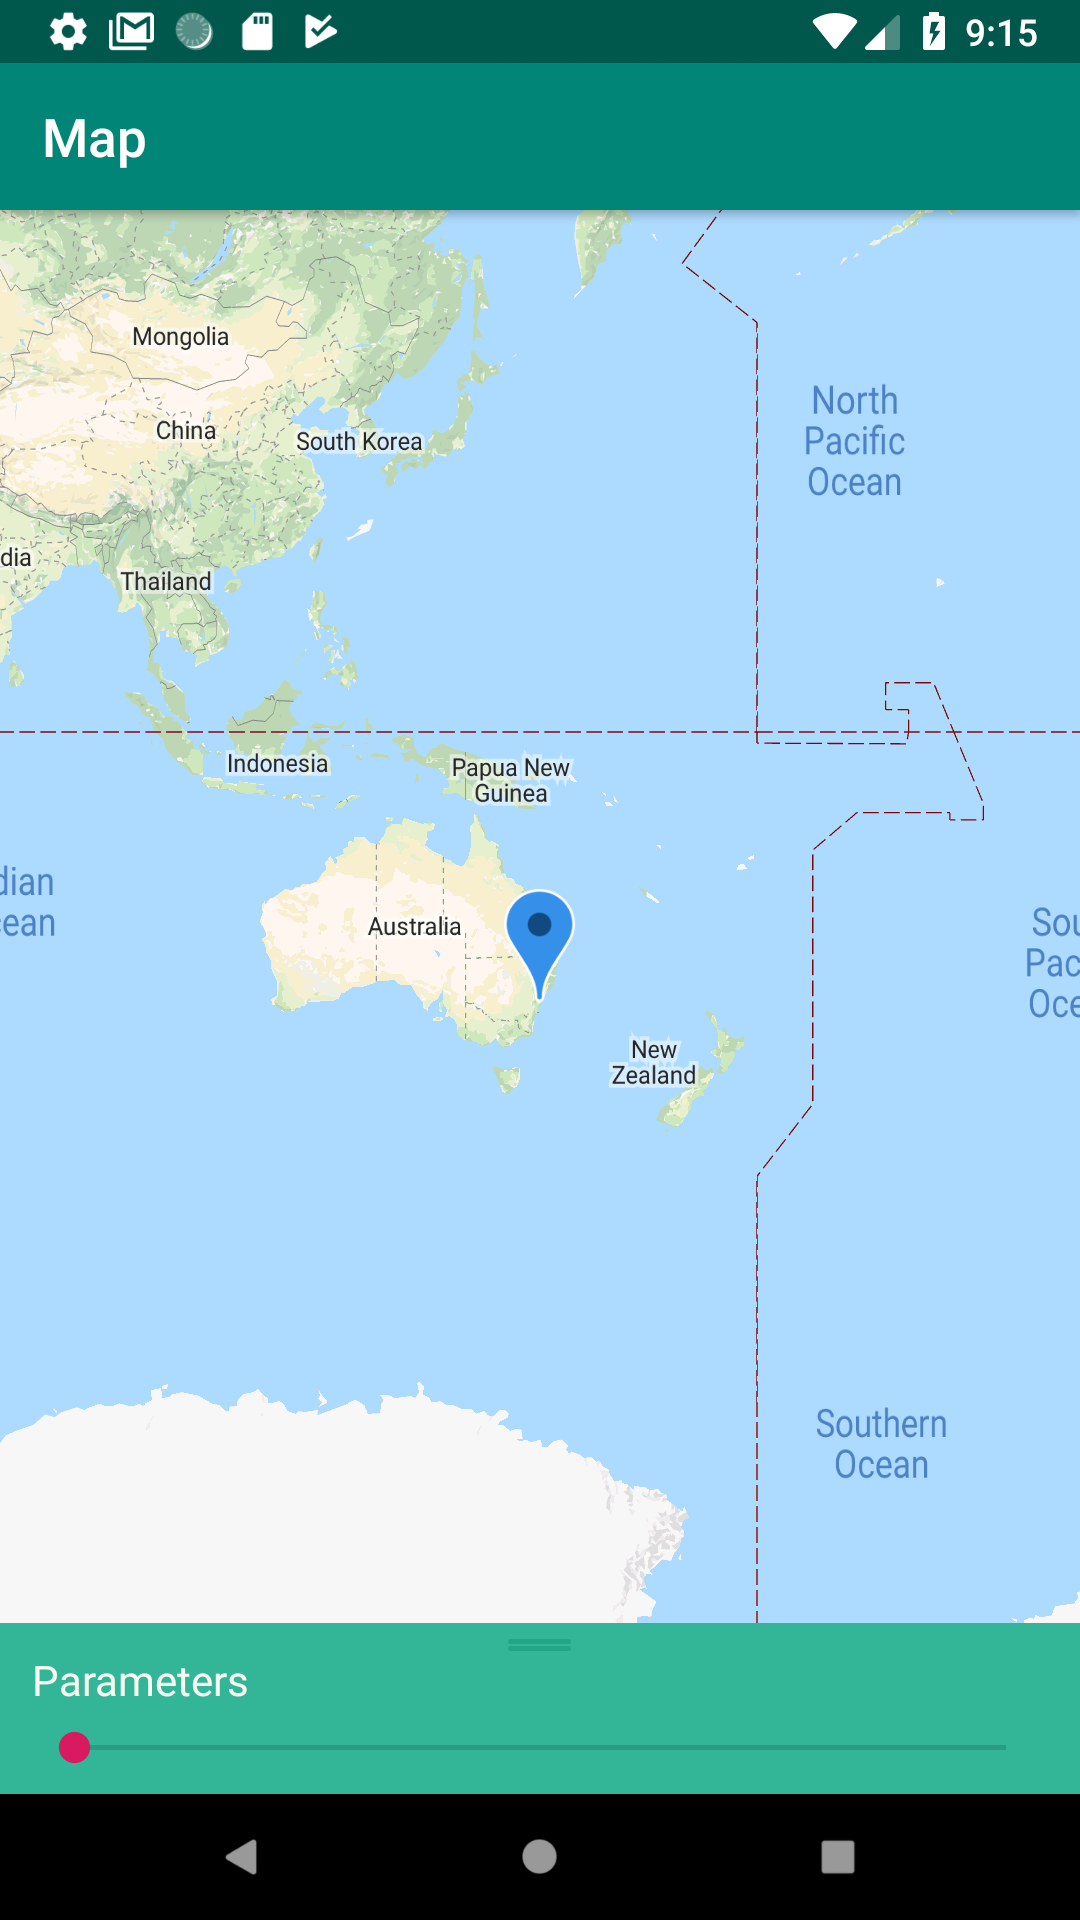 9:15
Map
Mongolia
North
Pacific
Ocean
China
South Korea
dia
Thailand
Indonesia
Papua New
Guinea
dian
ean
Australia
Sou
Pac
Oce
New
Zealand
Southern
Ocean
Parameters